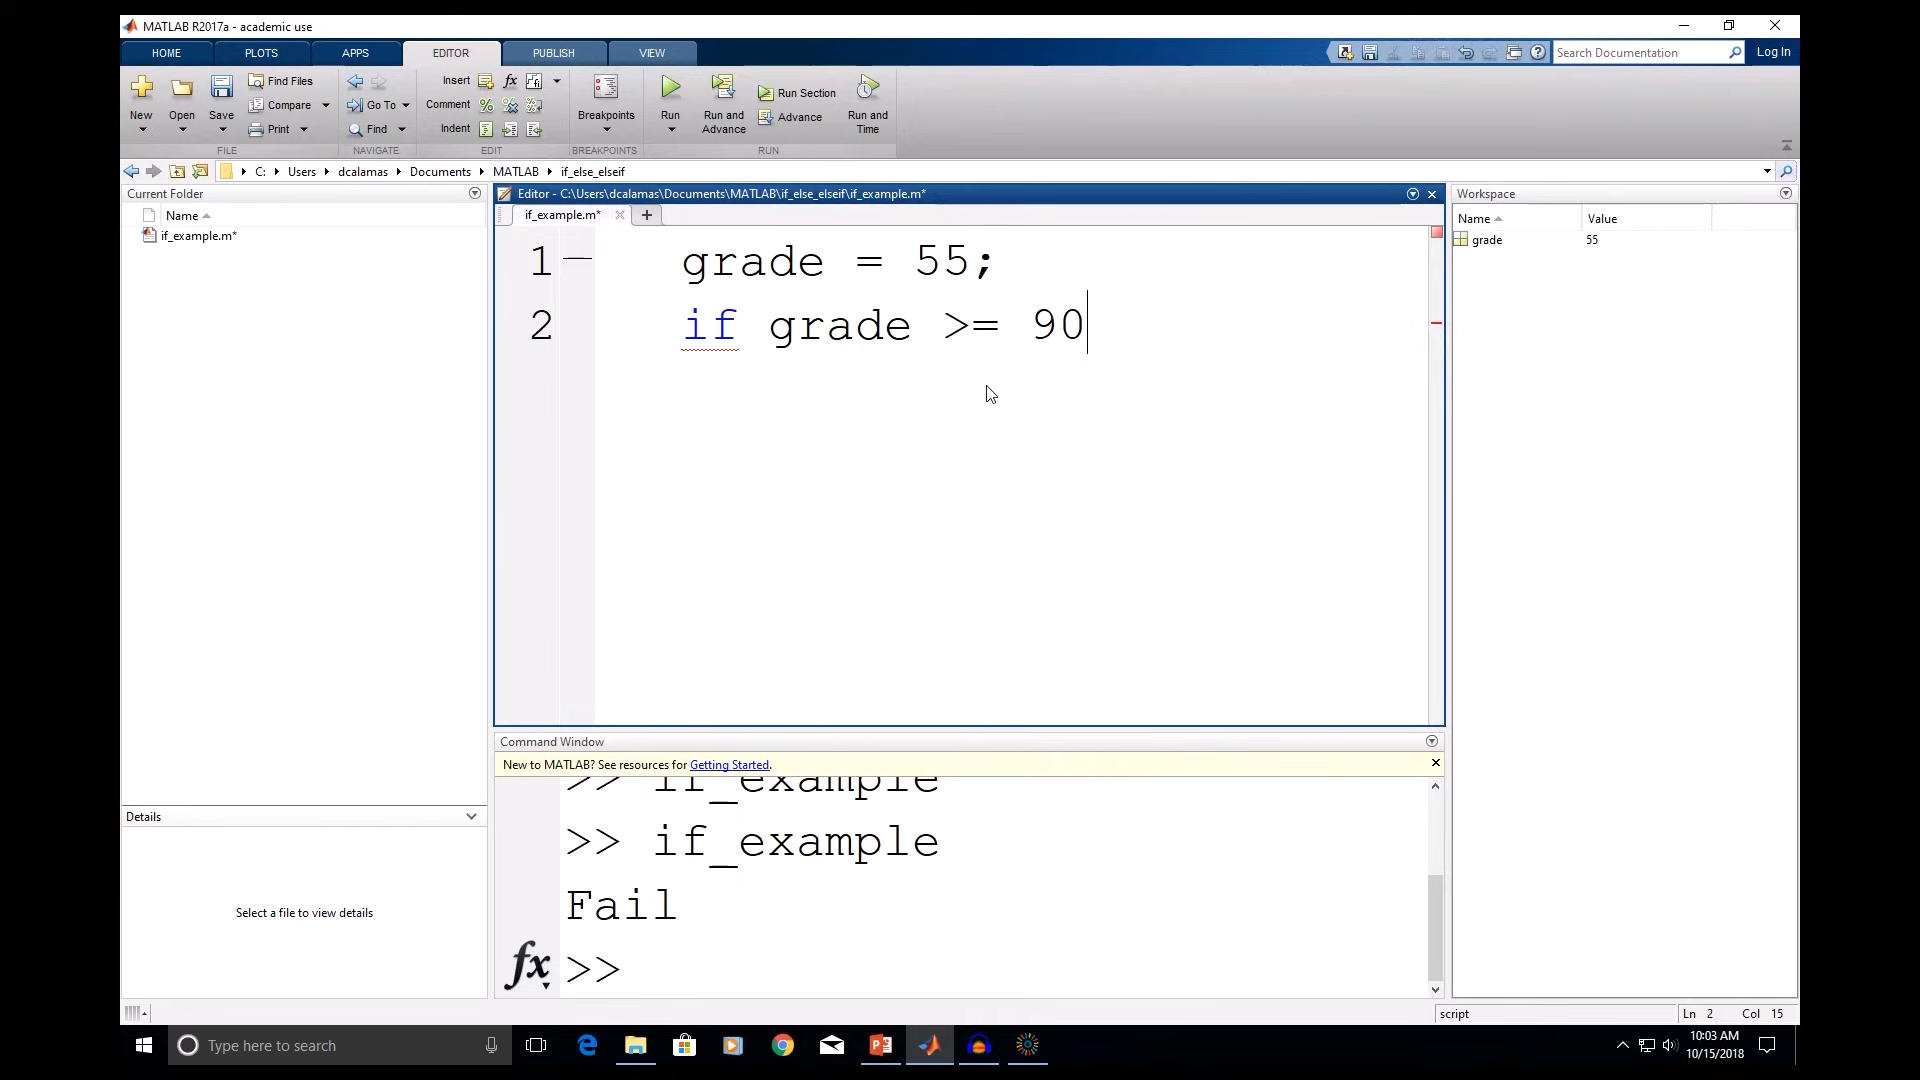 MATLAB R2017a - academic use
HOME PLOTS APPS EDITOR PUBLISH VIEW
Search Documentation
Log In
New Open Save
Find Files
Compare
Print
FILE
Go To
Find
NAVIGATE
Insert fx
Comment
Indent
EDIT
Breakpoints
BREAKPOINTS
Run
Run and Advance
Run Section
Advance
Run and Time
RUN
C: Users dcalamas Documents MATLAB if_else_elseif
Current Folder
Name
if_example.m*
Details
Select a file to view details
Editor - C:\Users\dcalamas\Documents\MATLAB\if_else_elseif\if_example.m*
if_example.m*
1 grade = 55;
2 if grade >= 90
Command Window
New to MATLAB? See resources for Getting Started.
>> if_example
>> if_example
Fail
fx >>
Workspace
Name Value
grade 55
script Ln 2 Col 15
Type here to search
10:03 AM
10/15/2018